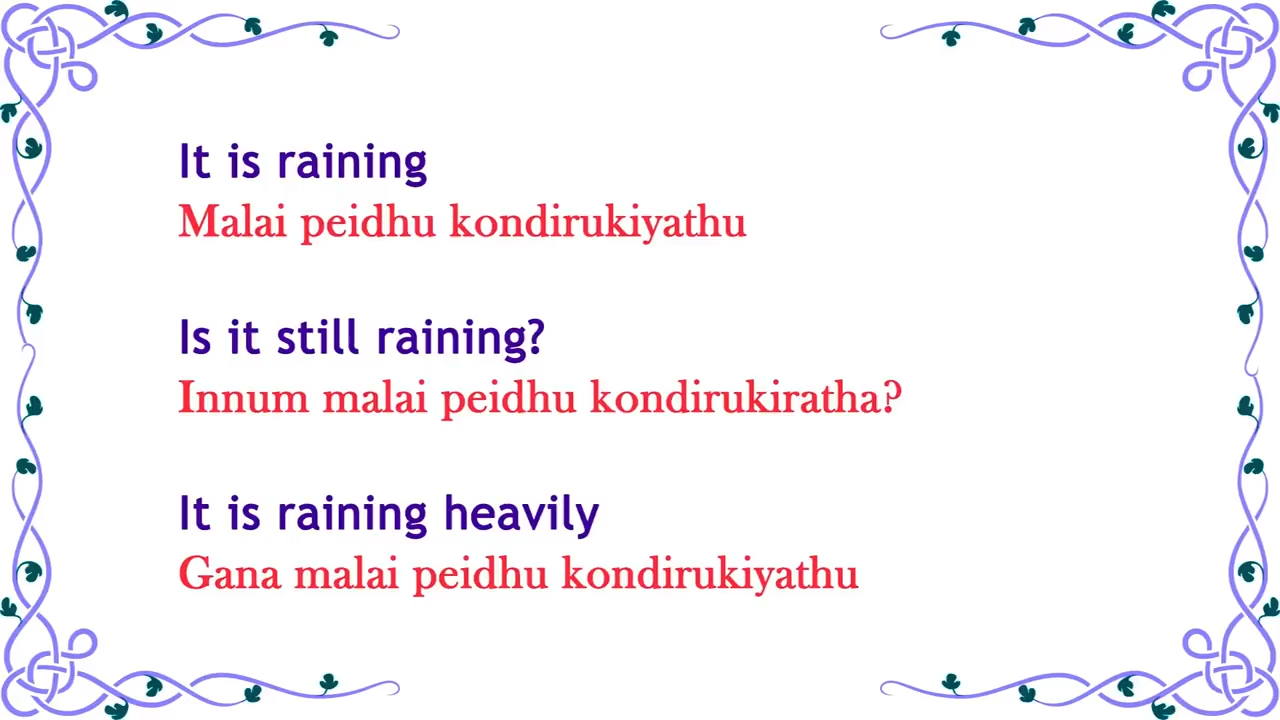 It is raining
Malai peidhu kondirukiyathu
Is it still raining?
Innum malai peidhu kondirukiratha?
It is raining heavily
Gana malai peidhu kondirukiyathu